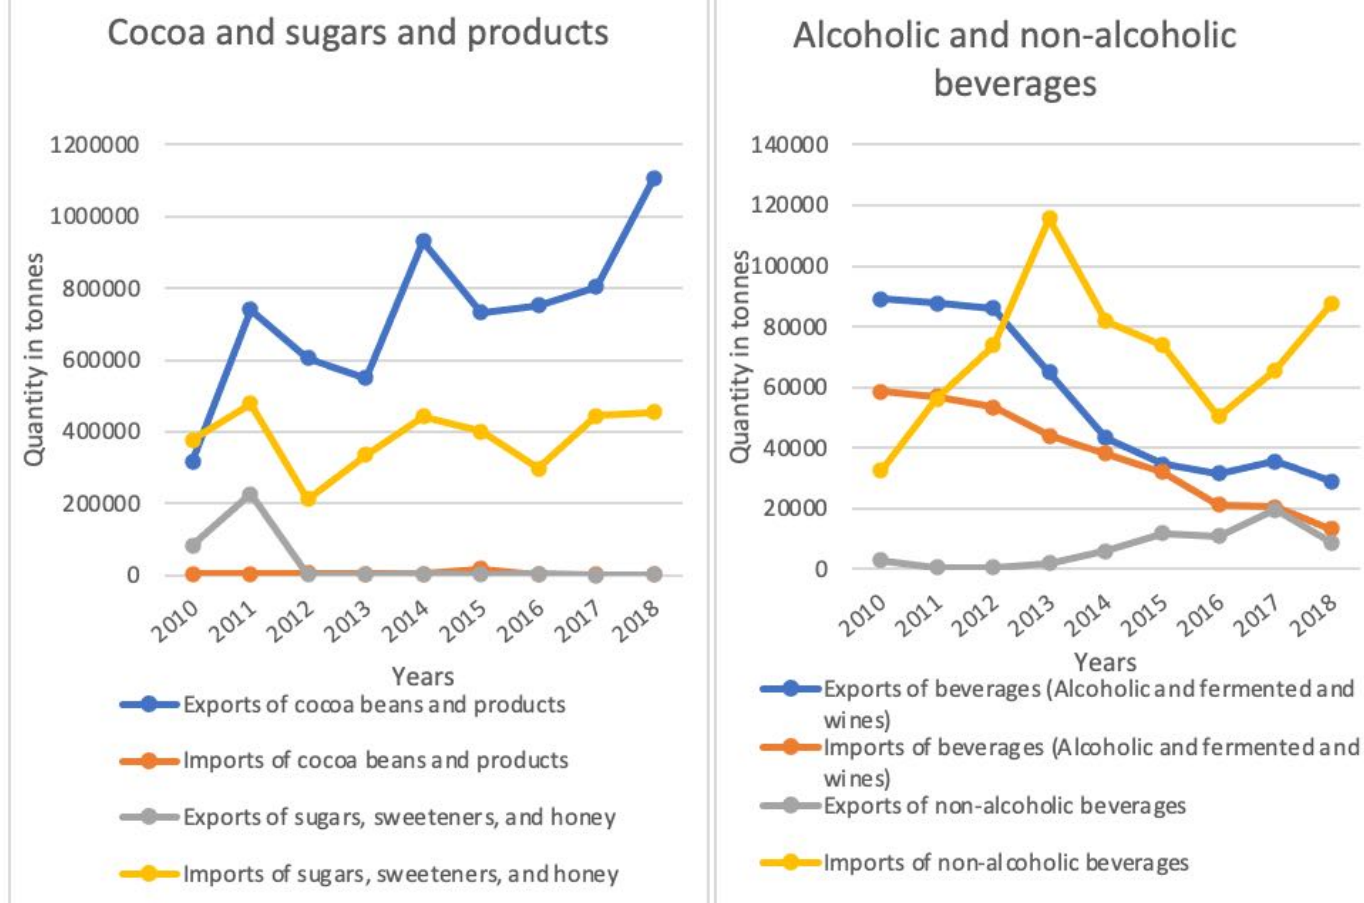 Cocoa and sugars and products
Quantity in tonnes
1200000
1000000
800000
600000
400000
200000
0
2010
2011
2012
2013
2014
2015
2016
2017
2018
Years
Exports of cocoa beans and products
Imports of cocoa beans and products
Exports of sugars, sweeteners, and honey
Imports of sugars, sweeteners, and honey
Alcoholic and non-alcoholic
beverages
Quantity in tonnes
140000
120000
100000
80000
60000
40000
20000
0
2010
2011
2012
2013
2014
2015
2016
2017
2018
Years
Exports of beverages (Alcoholic and fermented and
wines)
Imports of beverages (Alcoholic and fermented and
wines)
Exports of non-alcoholic beverages
Imports of non-alcoholic beverages